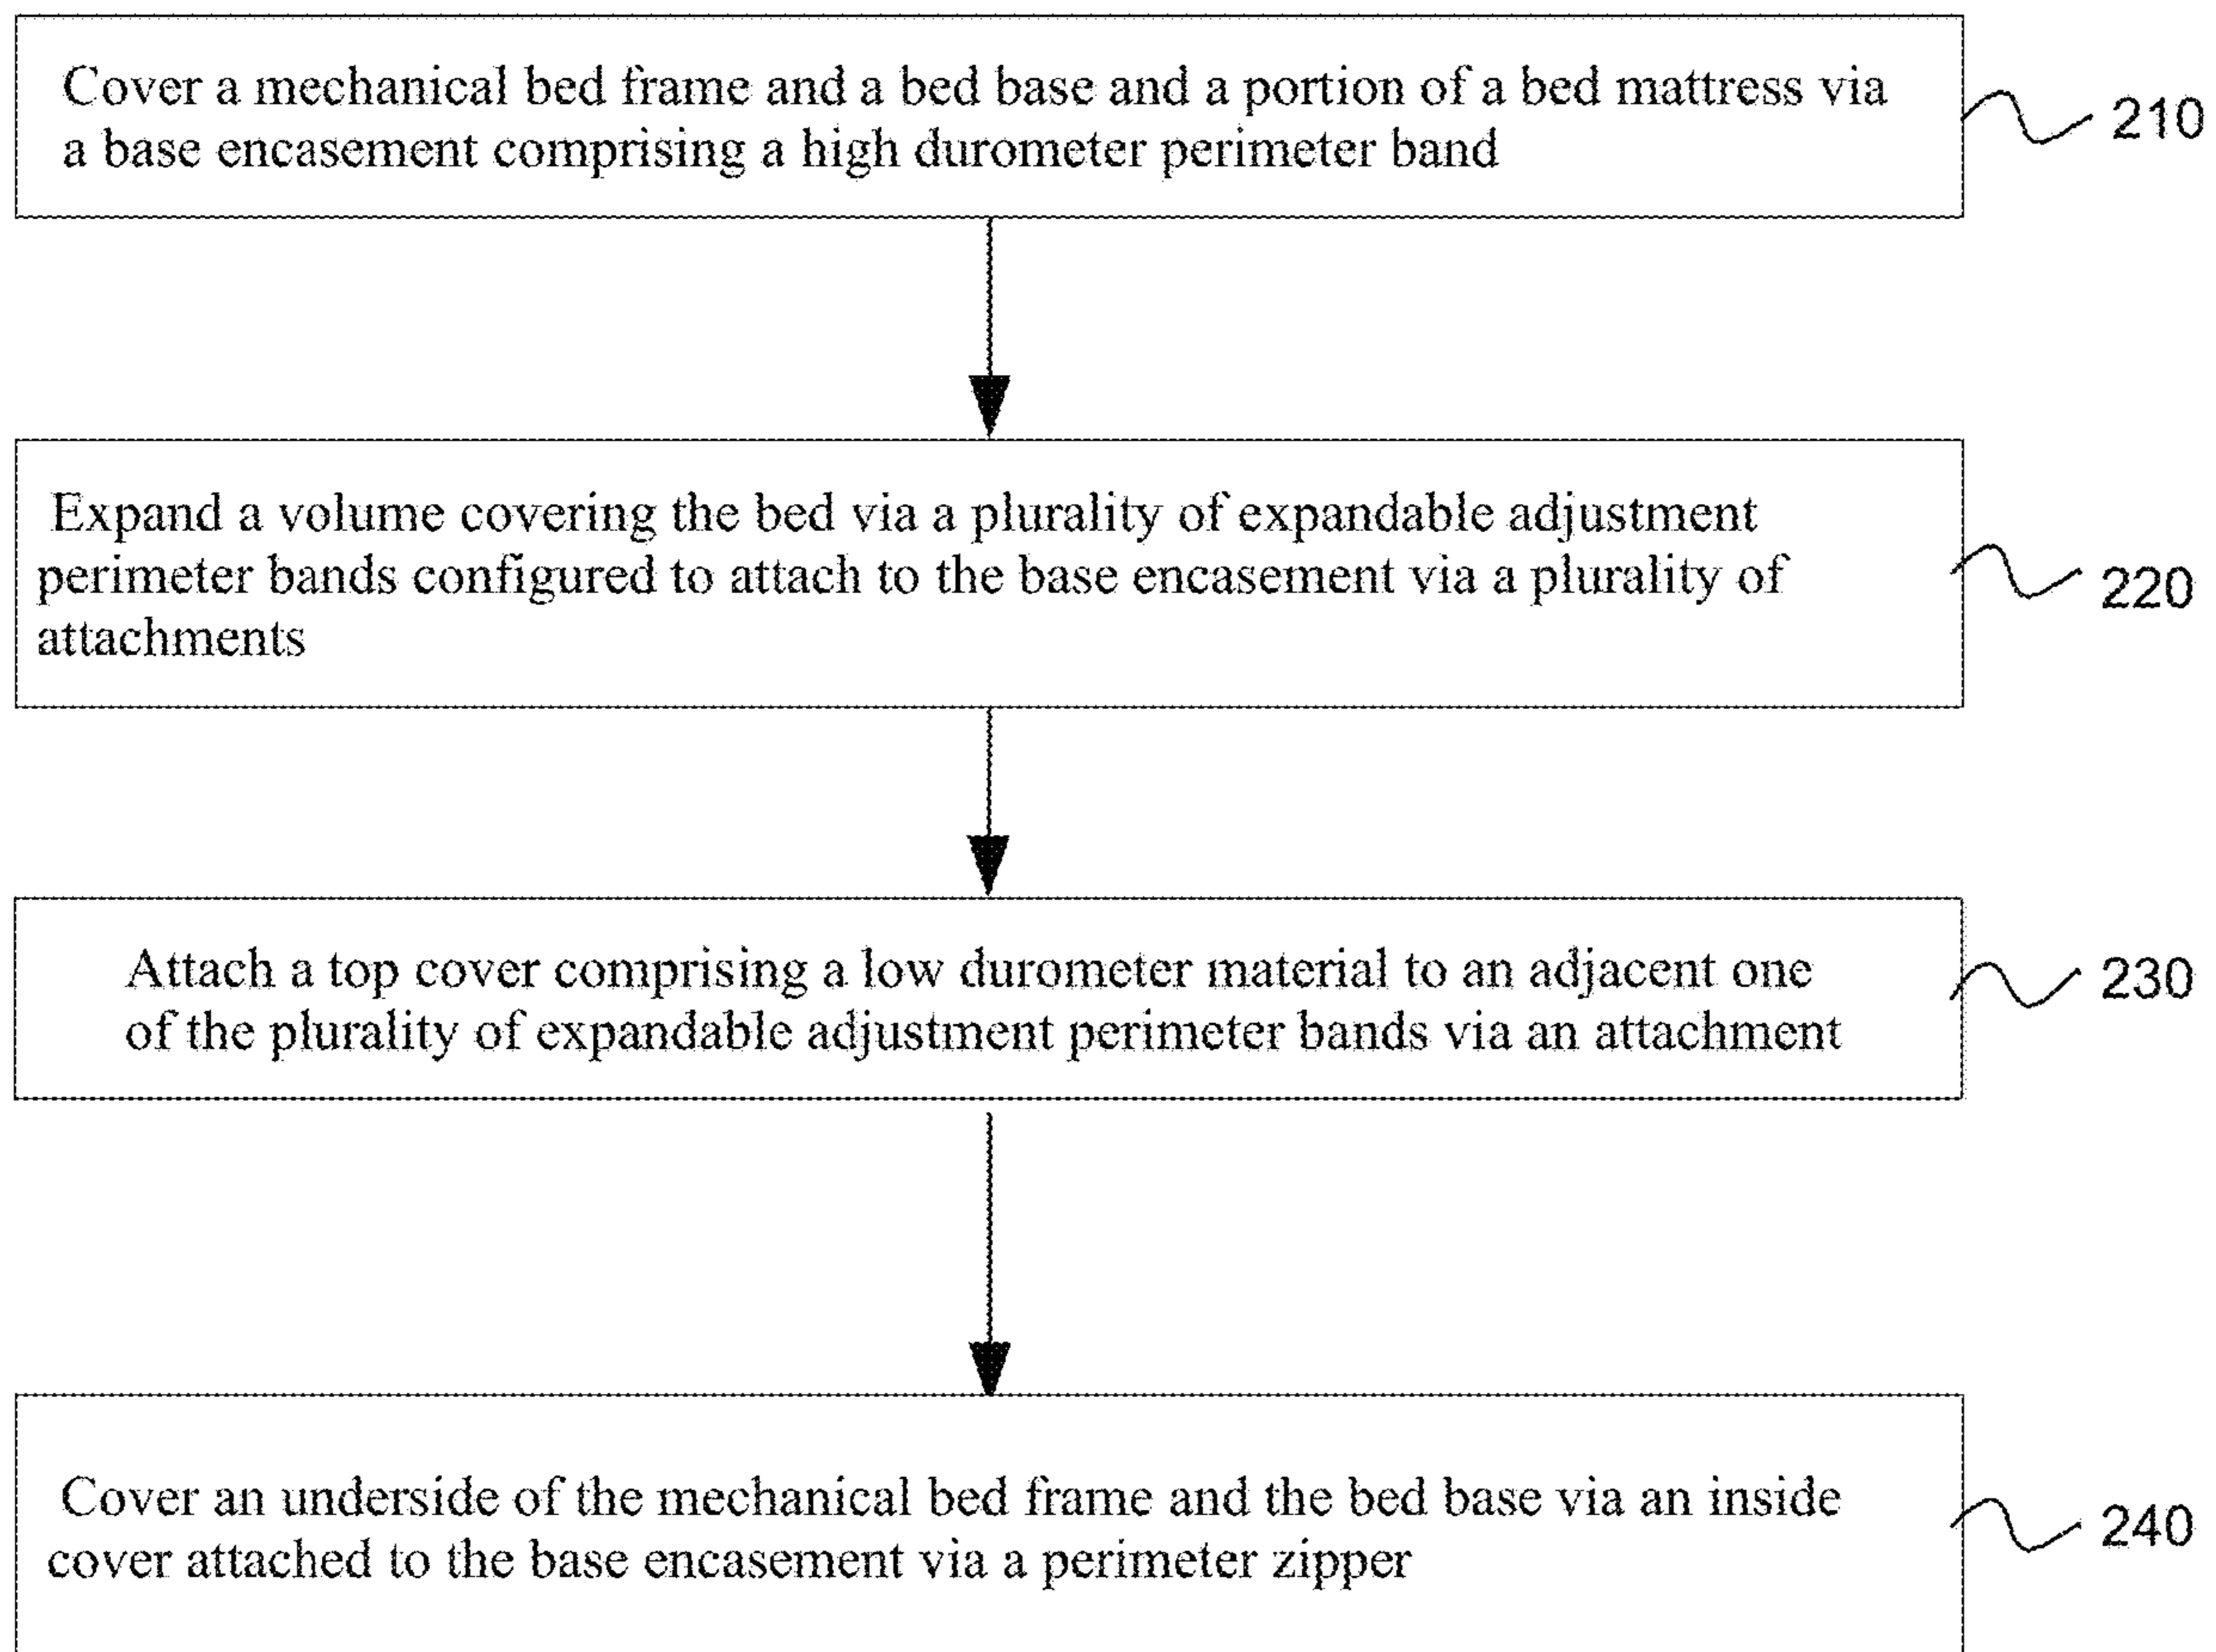 Cover a mechanical bed frame and a bed base and a portion of a bed mattress via
a base encasement comprising a high durometer perimeter band
210
Expand a volume covering the bed via a plurality of expandable adjustment
perimeter bands configured to attach to the base encasement via a plurality of
attachments
220
Attach a top cover comprising a low durometer material to an adjacent one
of the plurality of expandable adjustment perimeter bands via an attachment
230
Cover an underside of the mechanical bed frame and the bed base via an inside
cover attached to the base encasement via a perimeter zipper
240